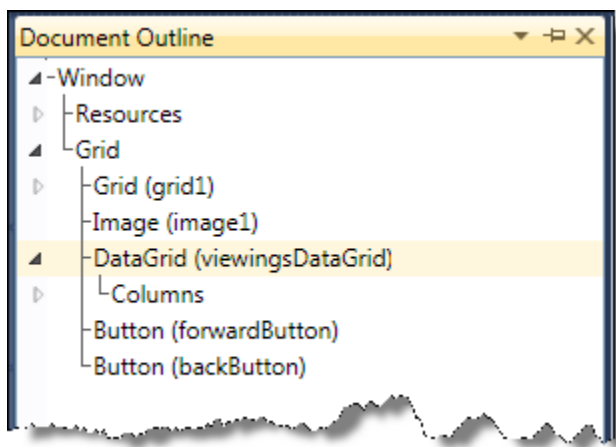 Document Outline
Window
Resources
Grid
Grid (grid1)
Image (image1)
DataGrid (viewingsDataGrid)
Columns
Button (forwardButton)
Button (backButton)